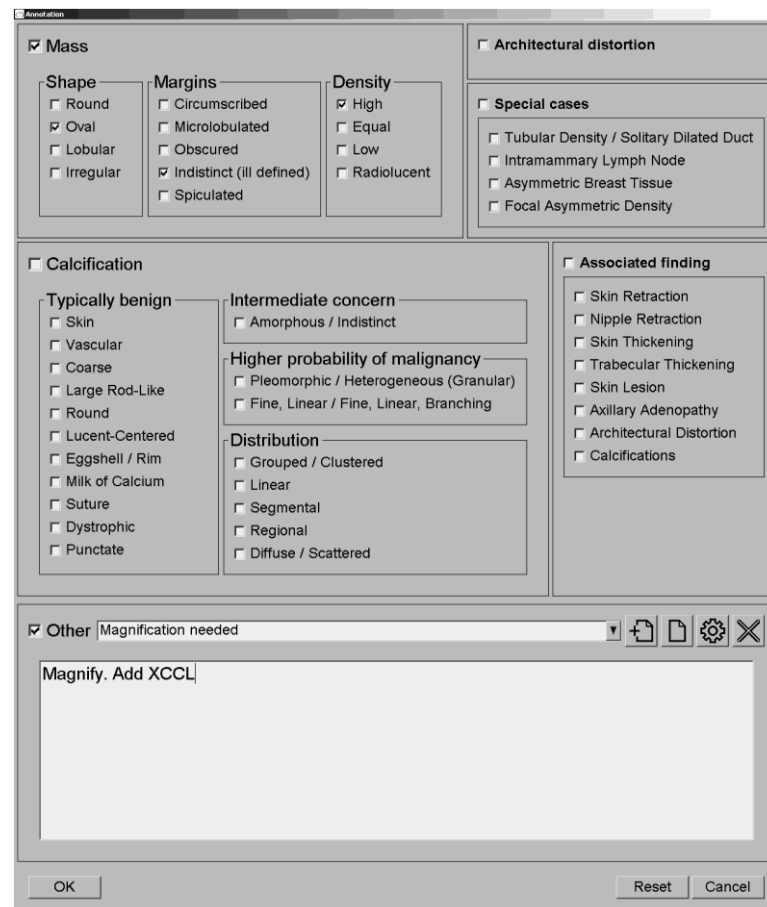 Annotation
Mass
Shape
Round
Oval
Lobular
Irregular
Margins
Circumscribed
Microlobulated
Obscured
Indistinct (ill defined)
Spiculated
Density
High
Equal
Low
Radiolucent
Architectural distortion
Special cases
Tubular Density / Solitary Dilated Duct
Intramammary Lymph Node
Asymmetric Breast Tissue
Focal Asymmetric Density
Calcification
Typically benign
Skin
Vascular
Coarse
Large Rod-Like
Round
Lucent-Centered
Eggshell / Rim
Milk of Calcium
Suture
Dystrophic
Punctate
Intermediate concern
Amorphous / Indistinct
Higher probability of malignancy
Pleomorphic / Heterogeneous (Granular)
Fine, Linear / Fine, Linear, Branching
Distribution
Grouped / Clustered
Linear
Segmental
Regional
Diffuse / Scattered
Associated finding
Skin Retraction
Nipple Retraction
Skin Thickening
Trabecular Thickening
Skin Lesion
Axillary Adenopathy
Architectural Distortion
Calcifications
Other Magnification needed
Magnify. Add XCCL
OK Reset Cancel